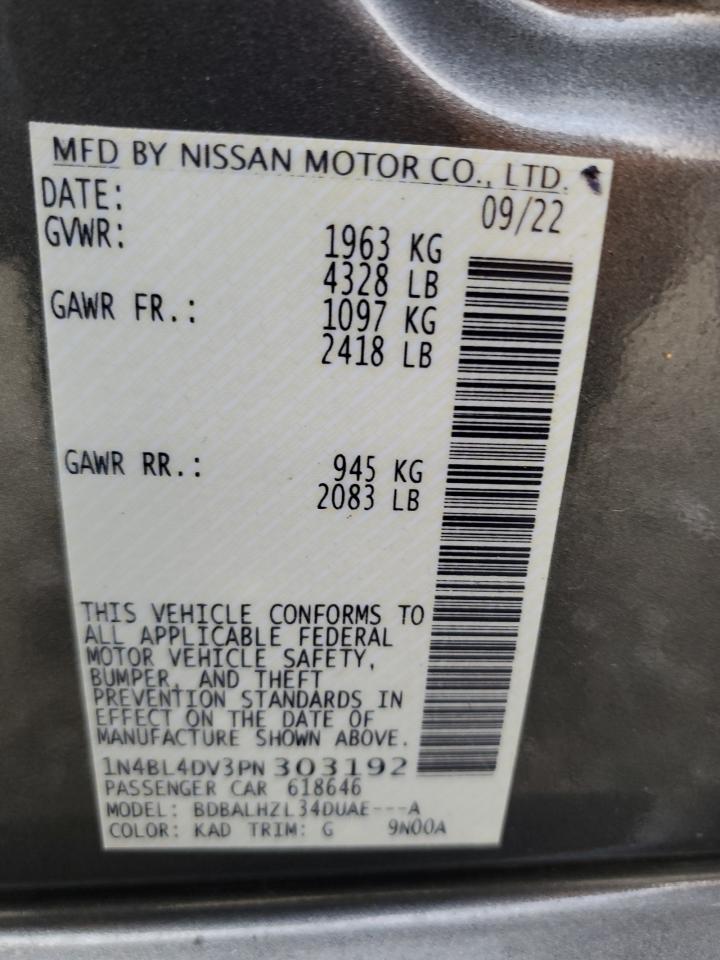 MFD BY NISSAN MOTOR CO., LTD.
DATE: 09/22
GVWR: 1963 KG
4328 LB
GAWR FR.: 1097 KG
2418 LB
GAWR RR.: 945 KG
2083 LB
THIS VEHICLE CONFORMS TO
ALL APPLICABLE FEDERAL
MOTOR VEHICLE SAFETY,
BUMPER, AND THEFT
PREVENTION STANDARDS IN
EFFECT ON THE DATE OF
MANUFACTURE SHOWN ABOVE.
1N4BL4DV3PN 303192
PASSENGER CAR 618646
MODEL: BDBALHZL34DUAE---A
COLOR: KAD TRIM: G 9N00A